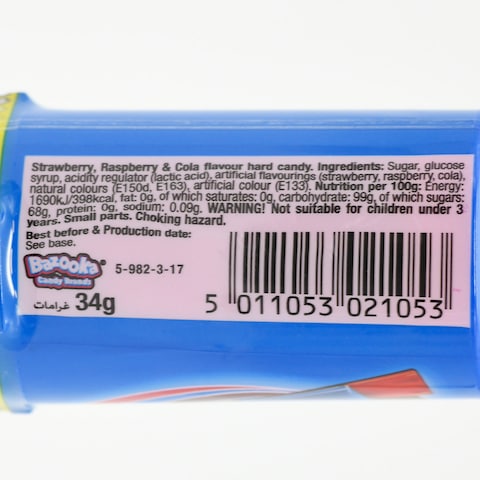 Strawberry, Raspberry & Cola flavour hard candy. Ingredients: Sugar, glucose
syrup, acidity regulator (lactic acid), artificial flavourings (strawberry, raspberry, cola),
natural colours (E150d, E163), artificial colour (E133). Nutrition per 100g: Energy:
1690kJ/398kcal, fat: 0g, of which saturates: 0g, carbohydrate: 99g, of which sugars:
68g, protein: 0g, sodium: 0.09g. WARNING! Not suitable for children under 3
years. Small parts. Choking hazard.
Best before & Production date:
See base.
Bazooka®
Candy Brands
5-982-3-17
34g غرامات
5 011053 021053